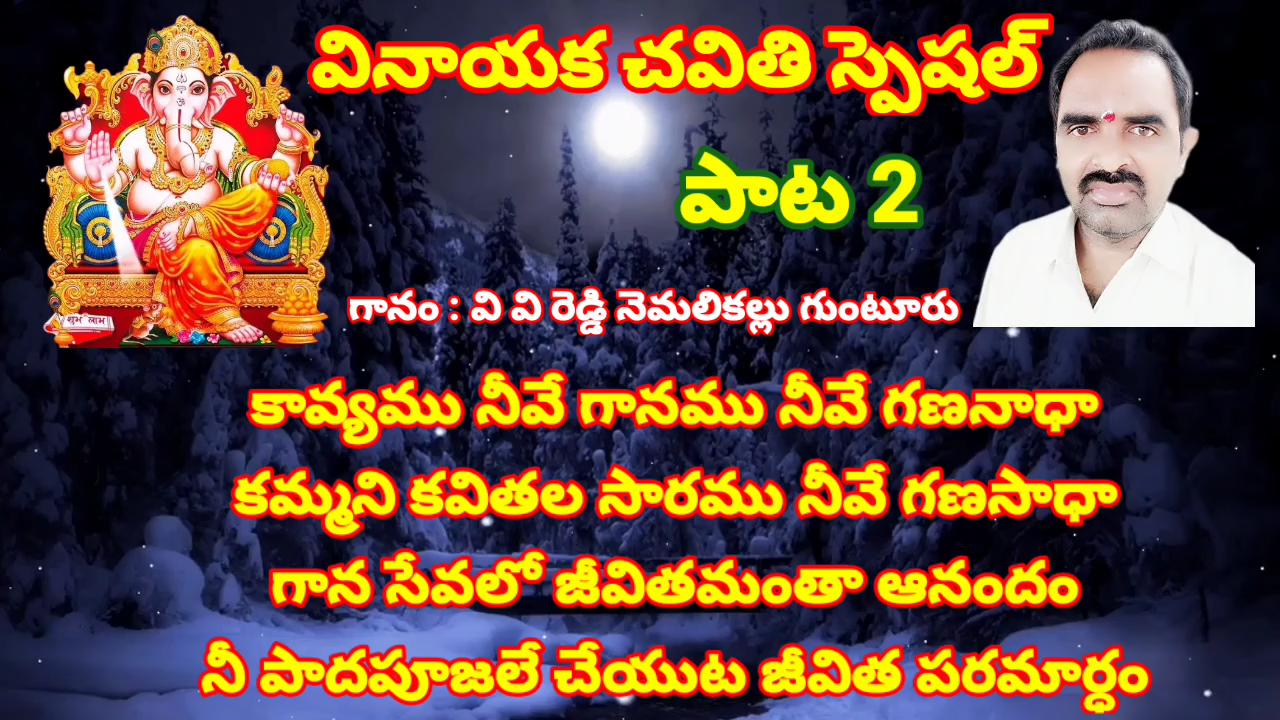 వినాయక చవితి స్పెషల్
పాట 2
గానం : వి వి రెడ్డి నెమలికల్లు గుంటూరు
शुभ लाभ
కావ్యము నీవే గానము నీవే గణనాధా
కమ్మని కవితల సారము నీవే గణసాధా
గాన సేవలో జీవితమంతా ఆనందం
నీ పాదపూజలే చేయుట జీవిత పరమార్ధం